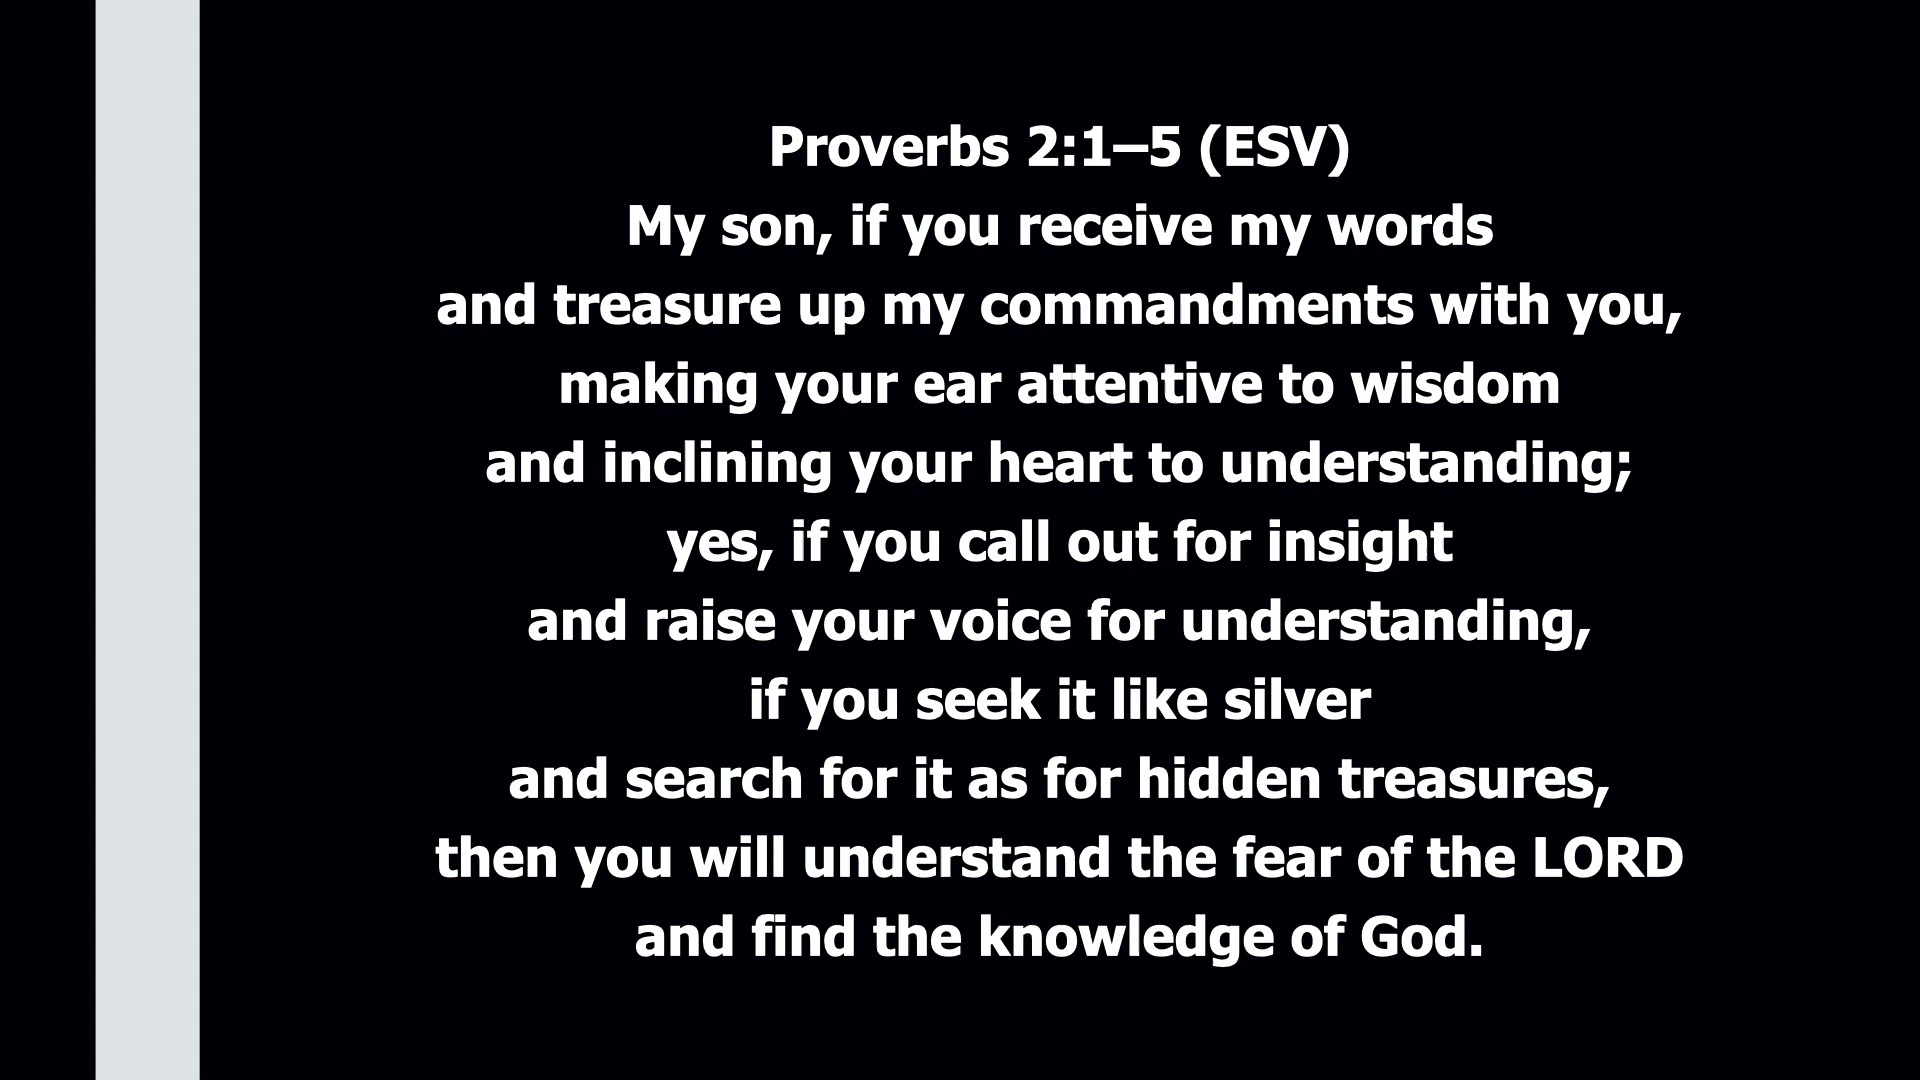 Proverbs 2:1–5 (ESV)
My son, if you receive my words
and treasure up my commandments with you,
making your ear attentive to wisdom
and inclining your heart to understanding;
yes, if you call out for insight
and raise your voice for understanding,
if you seek it like silver
and search for it as for hidden treasures,
then you will understand the fear of the LORD
and find the knowledge of God.